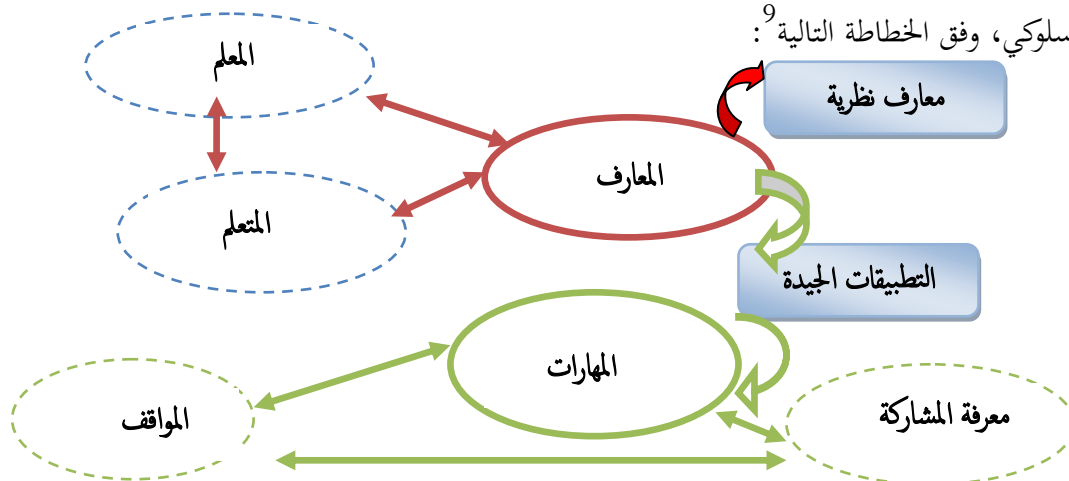 سلوكي، وفق الخطاطة التالية9:
المعلم
معارف نظرية
المعارف
المتعلم
التطبيقات الجيدة
المهارات
معرفة المشاركة
المواقف